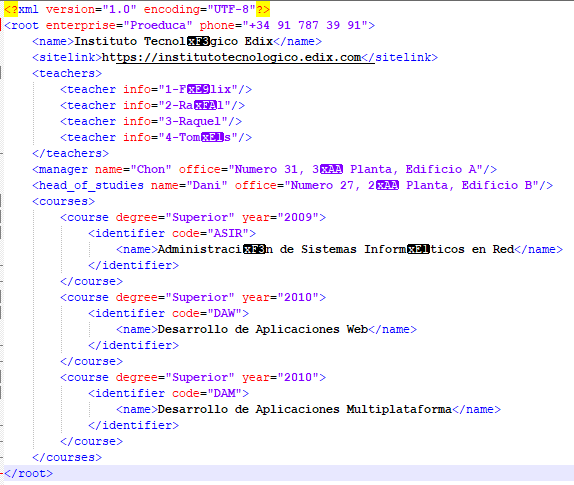 <?xml version="1.0" encoding="UTF-8"?>
<root enterprise="Proeduca" phone="+34 91 787 39 91">
<name>Instituto TecnolxF3gico Edix</name>
<sitelink>https://institutotecnologico.edix.com</sitelink>
<teachers>
<teacher info="1-FxE9lix"/>
<teacher info="2-RaxFAl"/>
<teacher info="3-Raquel"/>
<teacher info="4-TomxE1s"/>
</teachers>
<manager name="Chon" office="Numero 31, 3xAA Planta, Edificio A"/>
<head_of_studies name="Dani" office="Numero 27, 2xAA Planta, Edificio B"/>
<courses>
<course degree="Superior" year="2009">
<identifier code="ASIR">
<name>AdministracixF3n de Sistemas InformxE1ticos en Red</name>
</identifier>
</course>
<course degree="Superior" year="2010">
<identifier code="DAW">
<name>Desarrollo de Aplicaciones Web</name>
</identifier>
</course>
<course degree="Superior" year="2010">
<identifier code="DAM">
<name>Desarrollo de Aplicaciones Multiplataforma</name>
</identifier>
</course>
</courses>
</root>